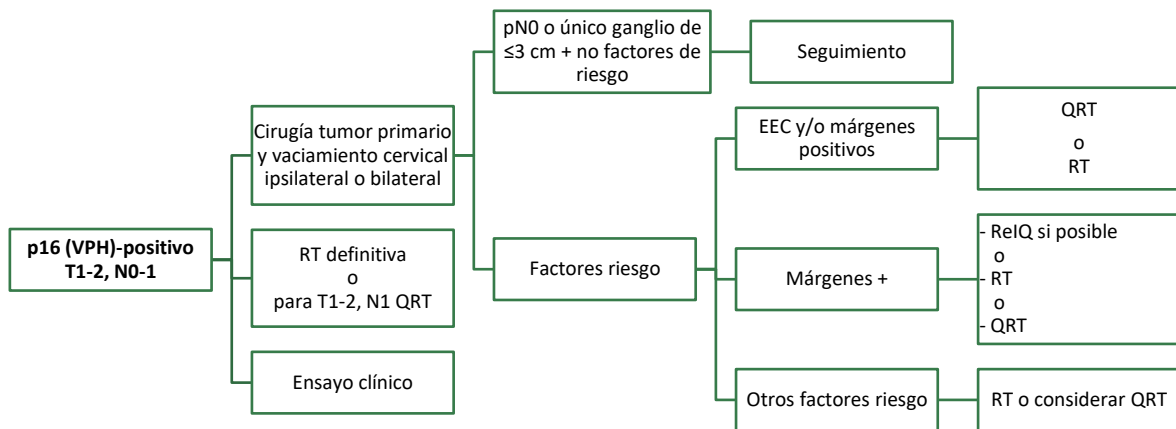 p16 (VPH)-positivo
T1-2, N0-1
Cirugía tumor primario
y vaciamiento cervical
ipsilateral o bilateral
RT definitiva
o
para T1-2, N1 QRT
Ensayo clínico
pN0 o único ganglio de
≤3 cm + no factores de
riesgo
Seguimiento
Factores riesgo
EEC y/o márgenes
positivos
QRT
o
RT
Márgenes +
- ReIQ si posible
o
- RT
o
- QRT
Otros factores riesgo
RT o considerar QRT